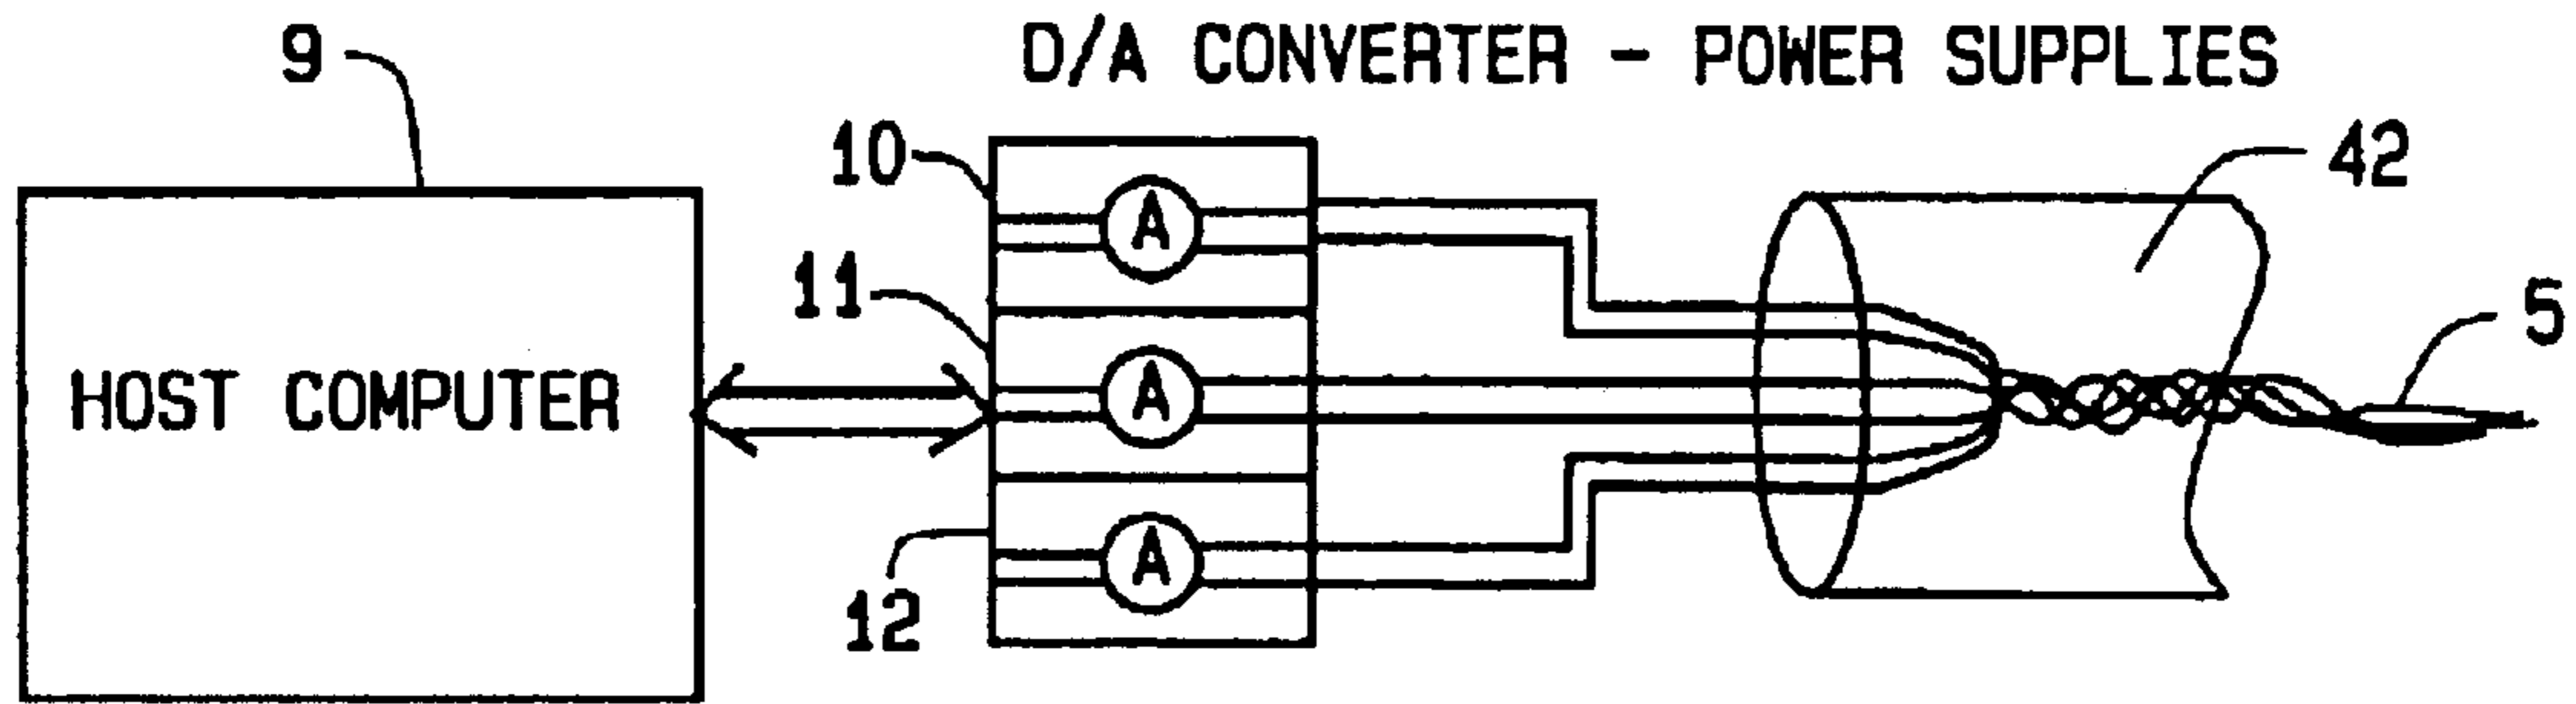 D/A CONVERTER - POWER SUPPLIES
9
10
42
11
5
HOST COMPUTER
A
A
A
12